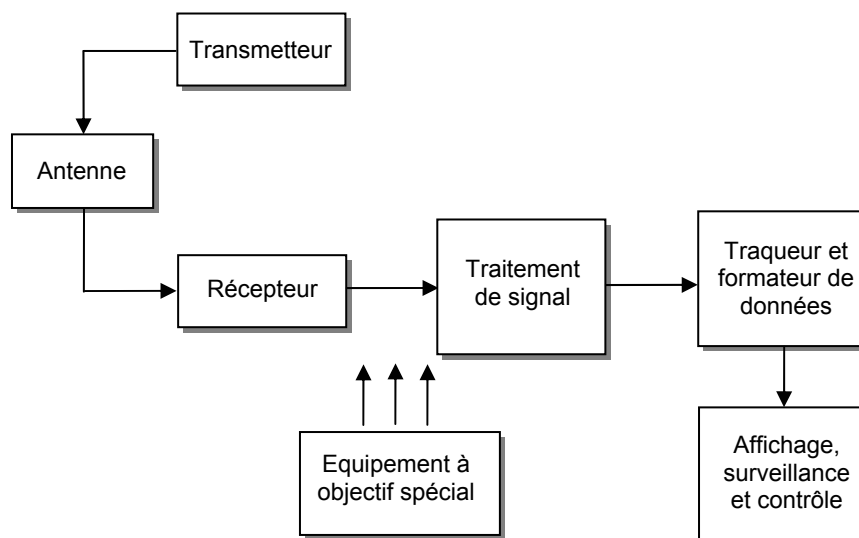 Transmetteur
Antenne
Récepteur
Traitement
de signal
Traqueur et
formateur de
données
Equipement à
objectif spécial
Affichage,
surveillance
et contrôle